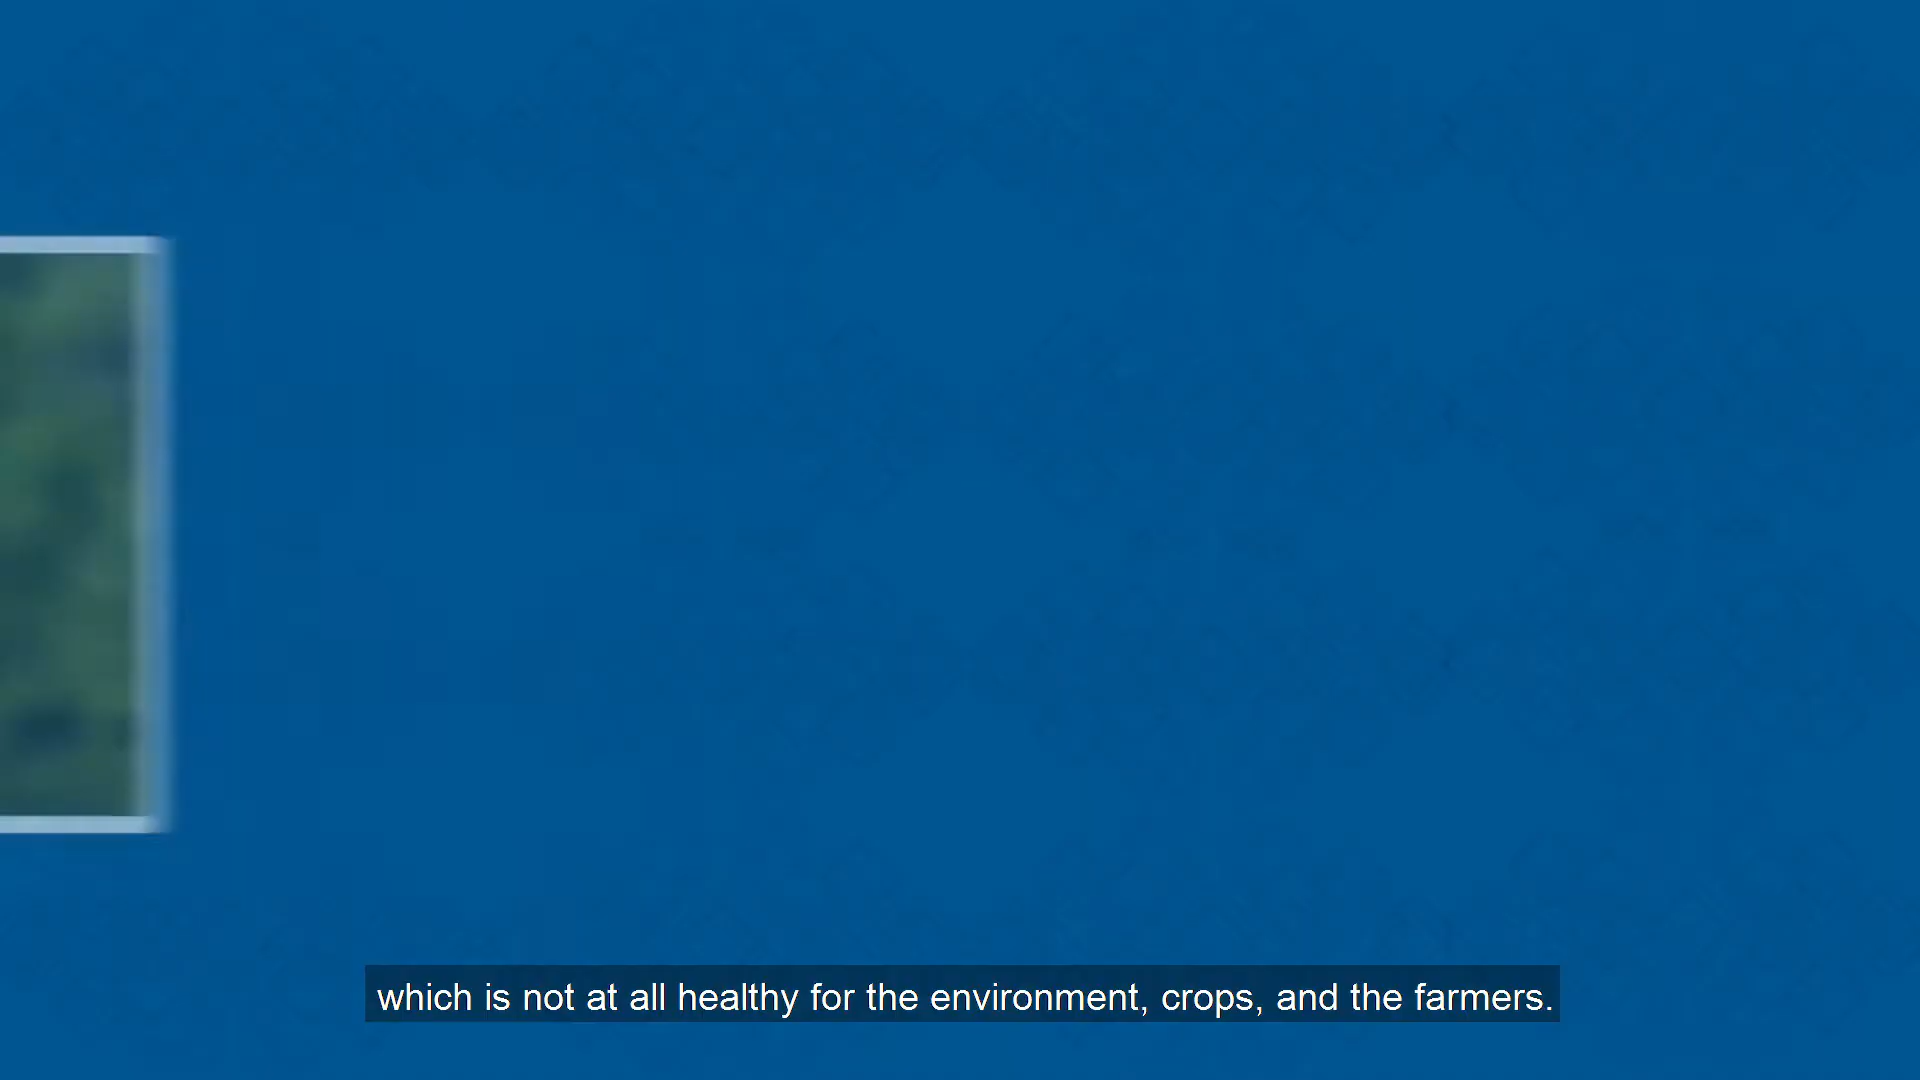 which is not at all healthy for the environment, crops, and the farmers.